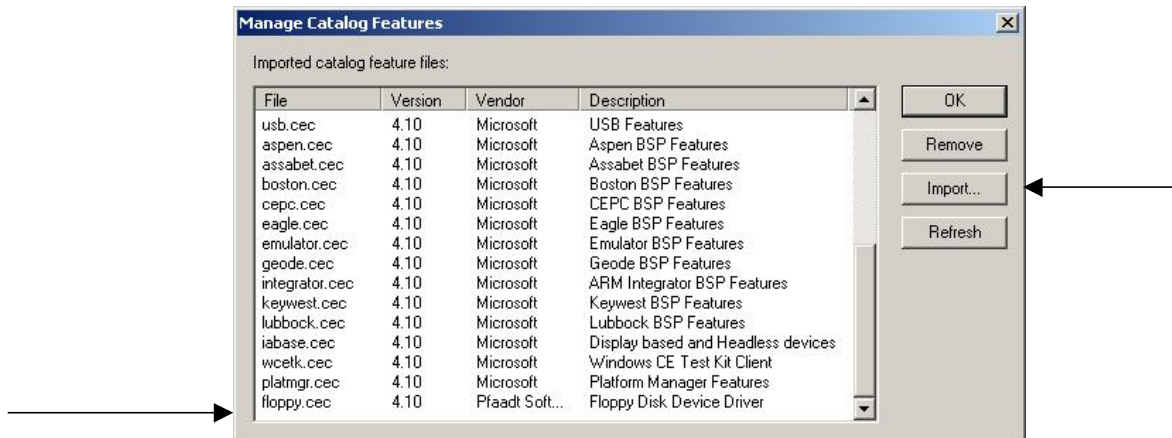 Manage Catalog Features
Imported catalog feature files:
File Version Vendor Description
usb.cec 4.10 Microsoft USB Features
aspen.cec 4.10 Microsoft Aspen BSP Features
assabet.cec 4.10 Microsoft Assabet BSP Features
boston.cec 4.10 Microsoft Boston BSP Features
cepc.cec 4.10 Microsoft CEPC BSP Features
eagle.cec 4.10 Microsoft Eagle BSP Features
emulator.cec 4.10 Microsoft Emulator BSP Features
geode.cec 4.10 Microsoft Geode BSP Features
integrator.cec 4.10 Microsoft ARM Integrator BSP Features
keywest.cec 4.10 Microsoft Keywest BSP Features
lubbock.cec 4.10 Microsoft Lubbock BSP Features
iabase.cec 4.10 Microsoft Display based and Headless devices
wcetk.cec 4.10 Microsoft Windows CE Test Kit Client
platmgr.cec 4.10 Microsoft Platform Manager Features
floppy.cec 4.10 Pfaadt Soft... Floppy Disk Device Driver
OK
Remove
Import...
Refresh